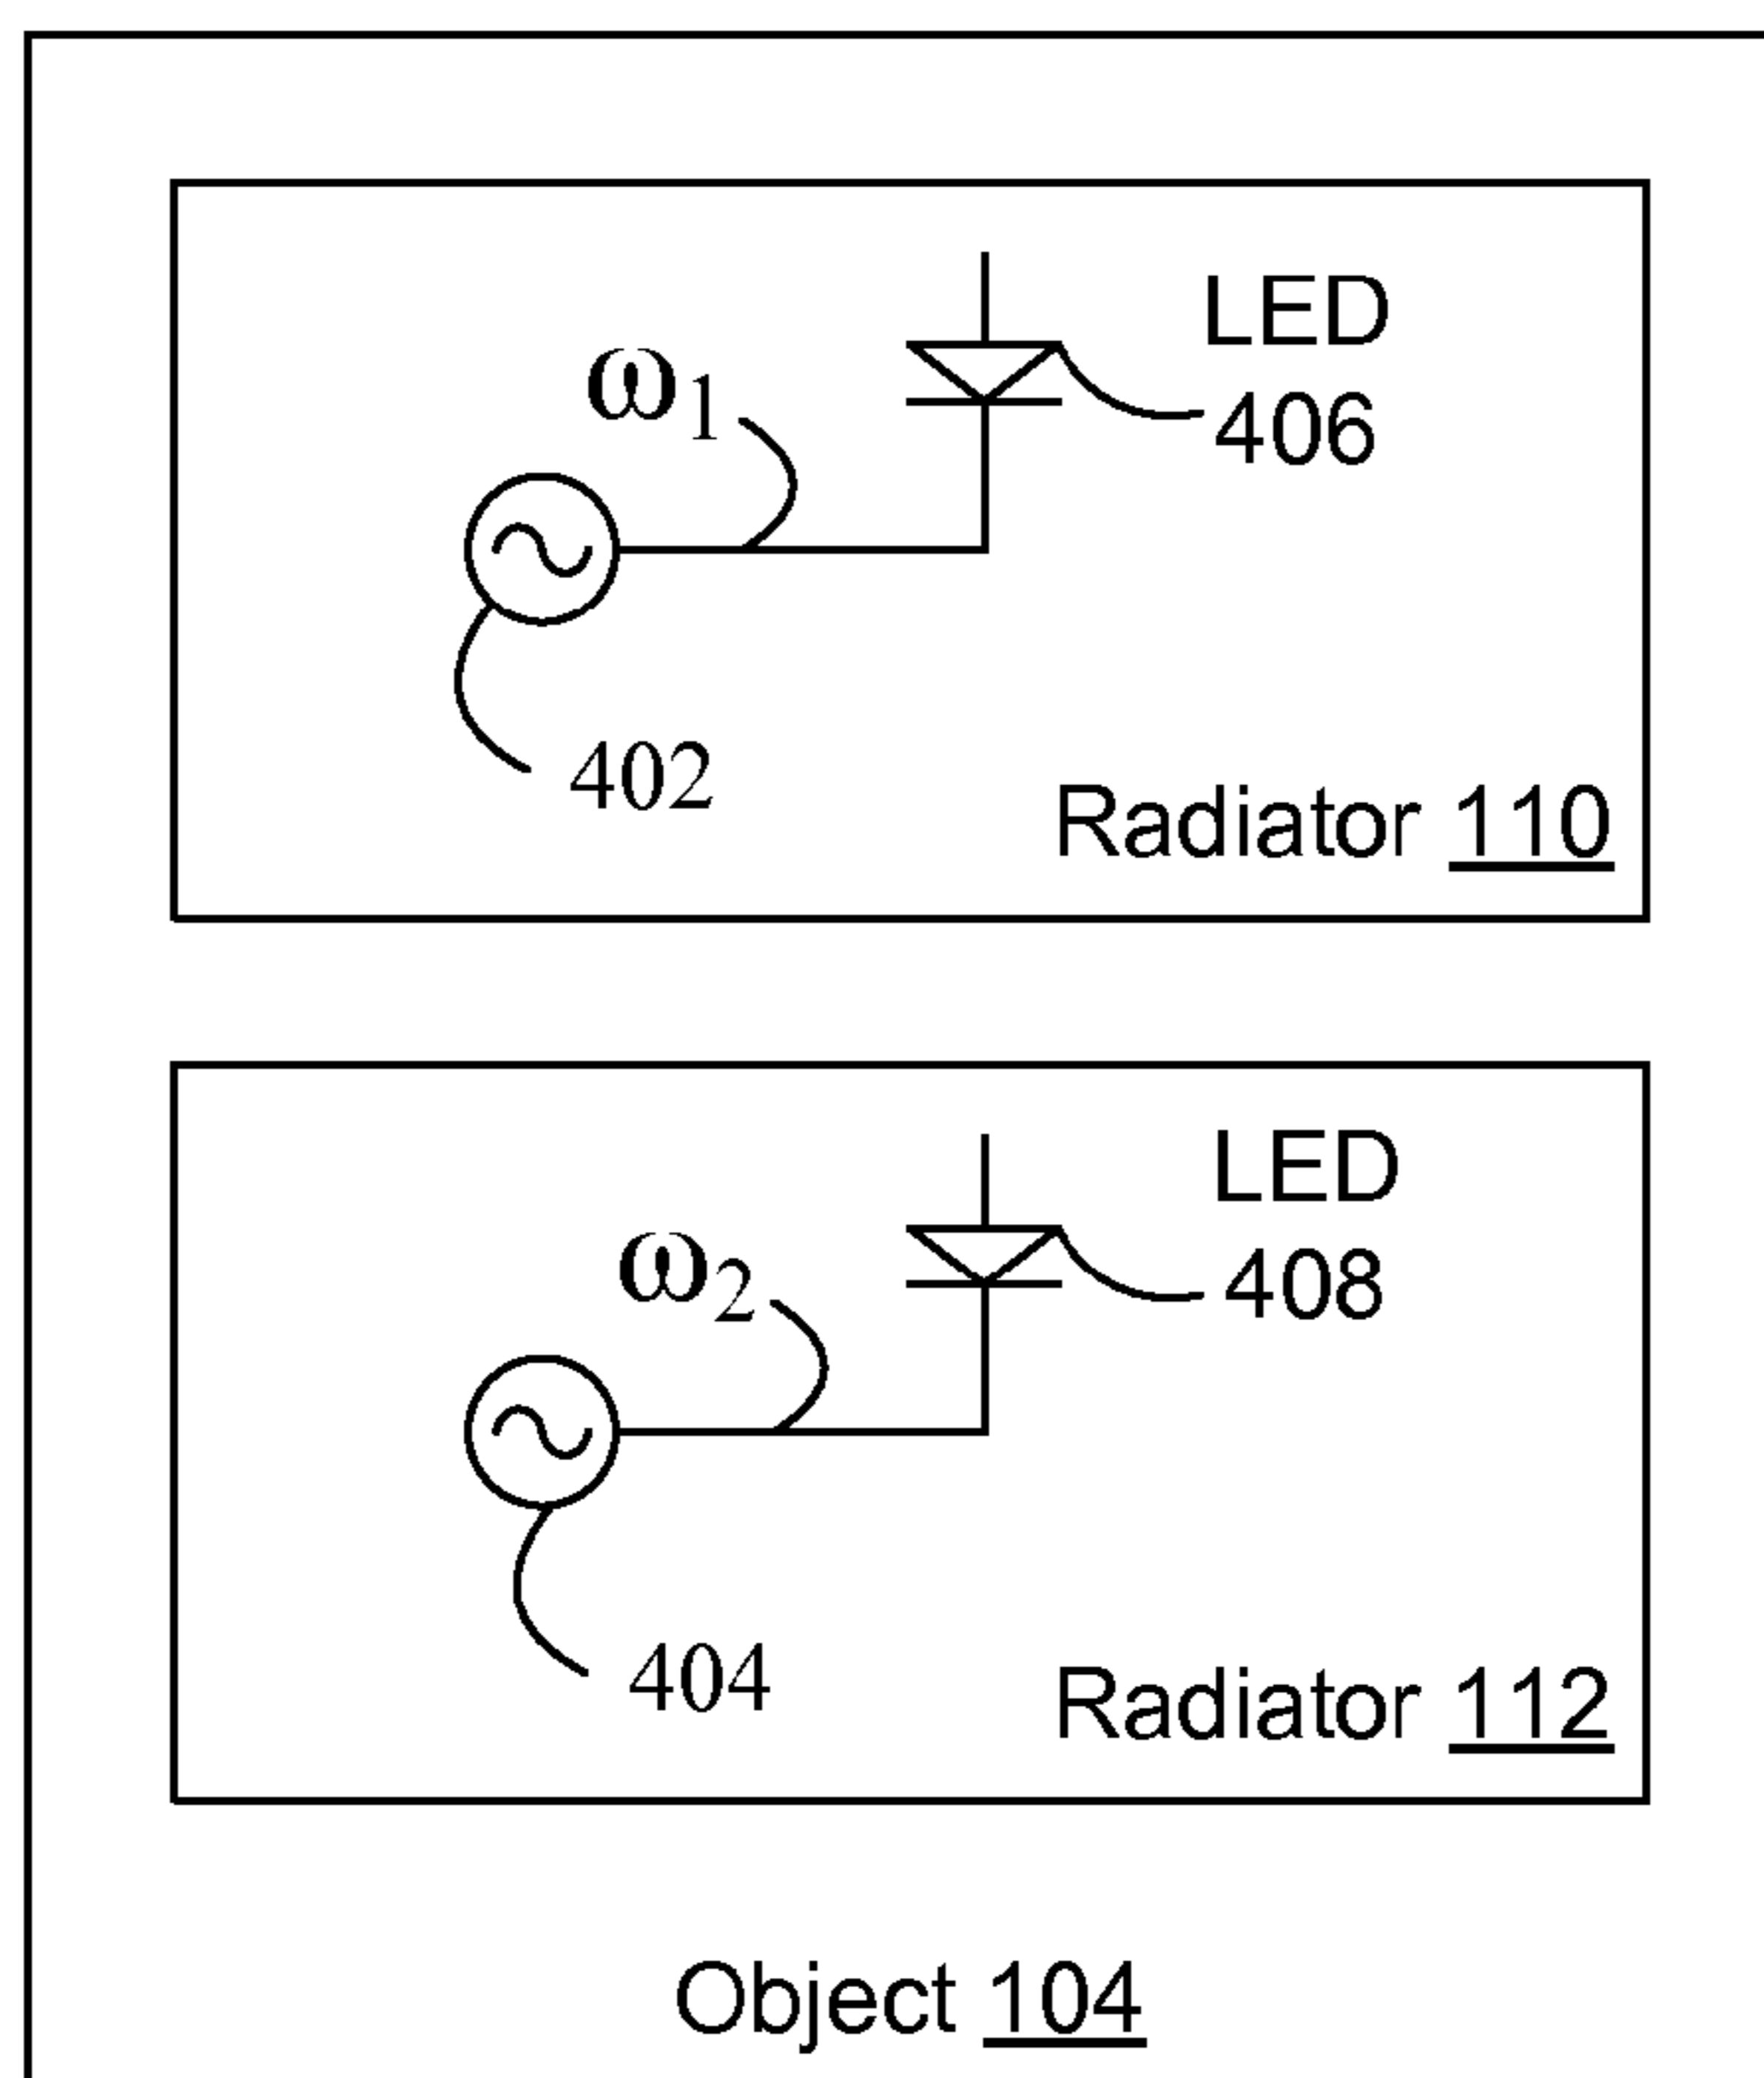 LED
406
ω1
402
Radiator 110
LED
408
ω2
404
Radiator 112
Object 104